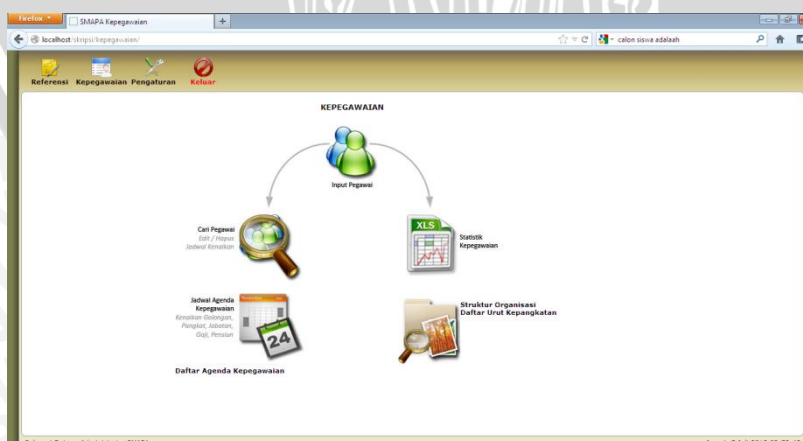 Firefox
SMAPA Kepegawaian
localhost/skripsi/kepegawaian/
calon siswa adalaah
Referensi Kepegawaian Pengaturan Keluar
KEPEGAWAIAN
Input Pegawai
Cari Pegawai
Edit / Hapus
Jadwal Kenaikan
XLS
Statistik
Kepegawaian
Jadwal Agenda
Kepegawaian
Kenaikan Golongan,
Pangkat, Jabatan,
Gaji, Pensiun
24
Struktur Organisasi
Daftar Urut Kepangkatan
Daftar Agenda Kepegawaian